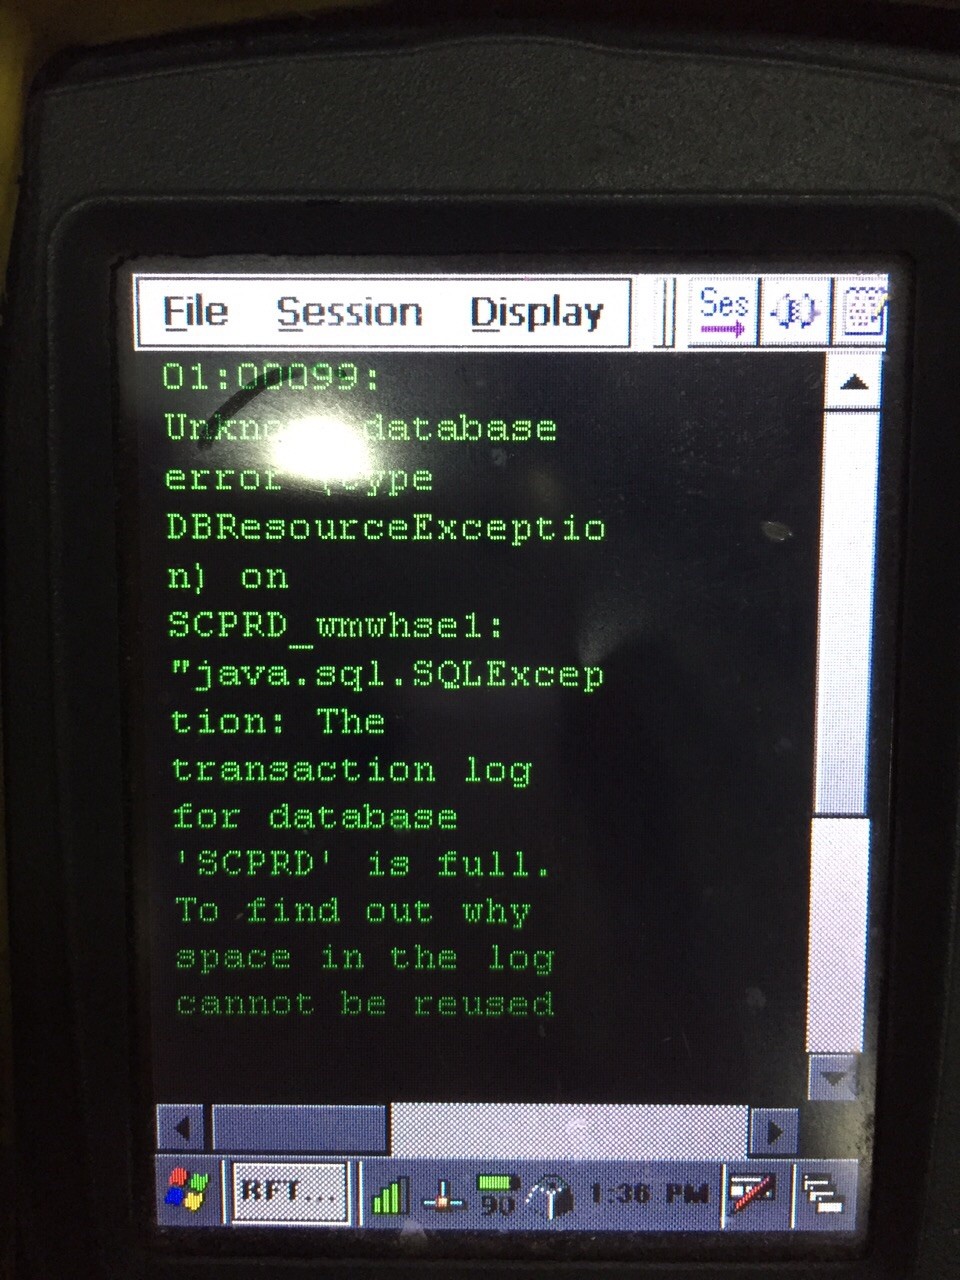 File Session Display Ses
01:00099:
database
error
DBResourceExceptio
n) on
SCPRD_wmwhse1:
"java.sql.SQLExcep
tion: The
transaction log
for database
'SCPRD' is full.
To find out why
space in the log
cannot be reused
RFT... 90 1:36 PM